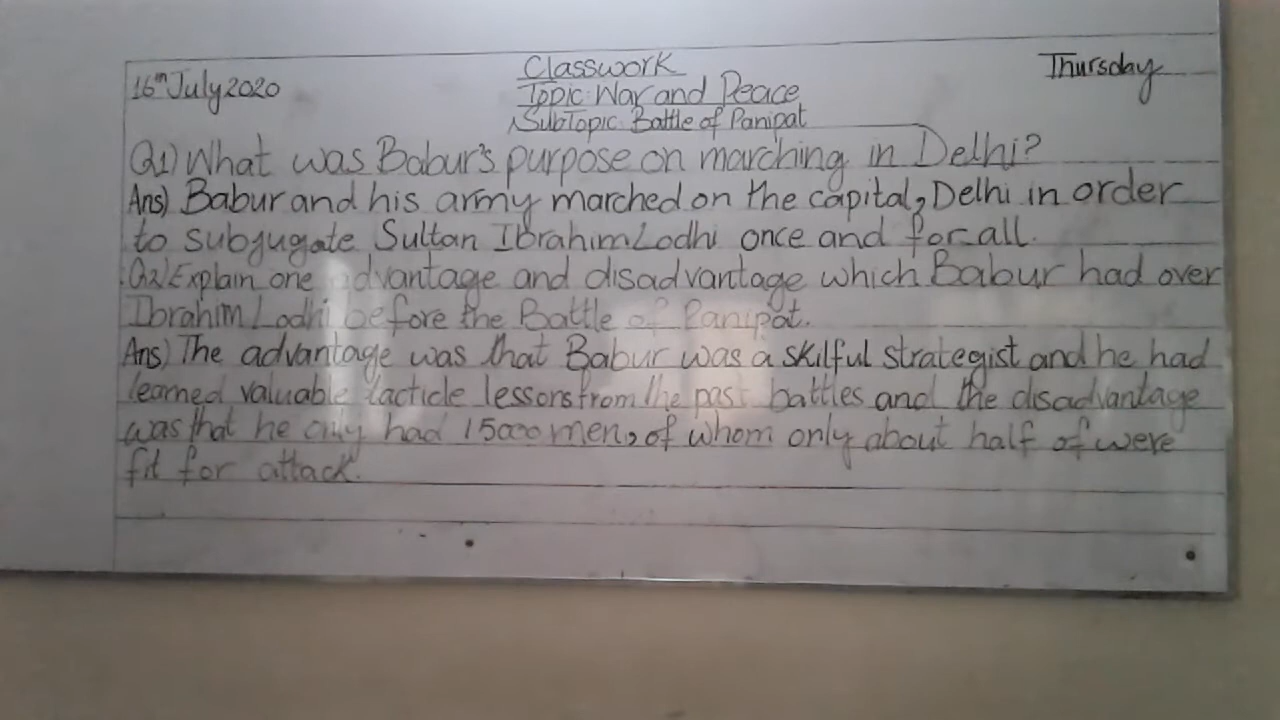 16th July 2020 Classwork Thursday
Topic: War and Peace
SubTopic: Battle of Panipat
Q1) What was Babur's purpose on marching in Delhi?
Ans) Babur and his army marched on the capital, Delhi in order
to subjugate Sultan Ibrahim Lodhi once and for all.
Q2) Explain one advantage and disadvantage which Babur had over
Ibrahim Lodhi before the Battle of Panipat.
Ans) The advantage was that Babur was a skilful strategist and he had
learned valuable tacticle lessons from the past battles and the disadvantage
was that he only had 15000 men, of whom only about half of were
fit for attack.